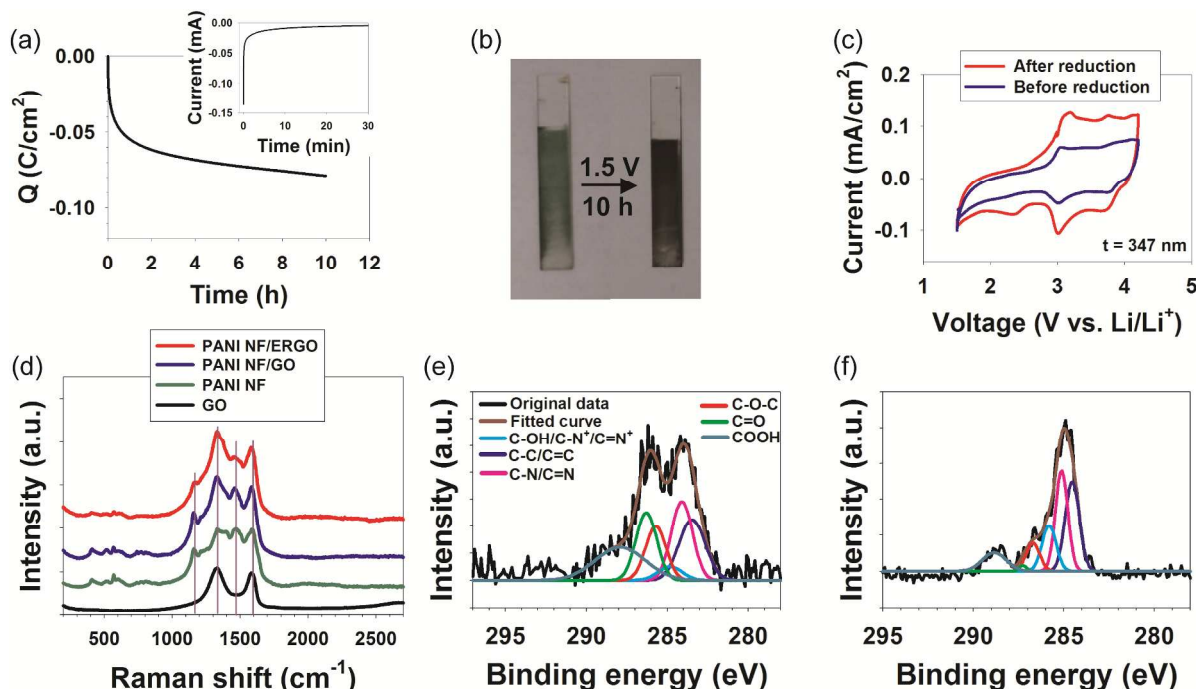 (a)
0.00
-0.05
-0.10
Q (C/cm²)
0 2 4 6 8 10 12
Time (h)
0.00
-0.05
-0.10
-0.15
Current (mA)
0 10 20 30
Time (min)
(b)
1.5 V
10 h
(c)
After reduction
Before reduction
0.2
0.1
0.0
-0.1
Current (mA/cm²)
t = 347 nm
1 2 3 4 5
Voltage (V vs. Li/Li⁺)
(d)
PANI NF/ERGO
PANI NF/GO
PANI NF
GO
Intensity (a.u.)
500 1000 1500 2000 2500
Raman shift (cm⁻¹)
(e)
Original data
Fitted curve
C-OH/C-N⁺/C=N⁺
C-C/C=C
C-N/C=N
C-O-C
C=O
COOH
Intensity (a.u.)
295 290 285 280
Binding energy (eV)
(f)
Intensity (a.u.)
295 290 285 280
Binding energy (eV)